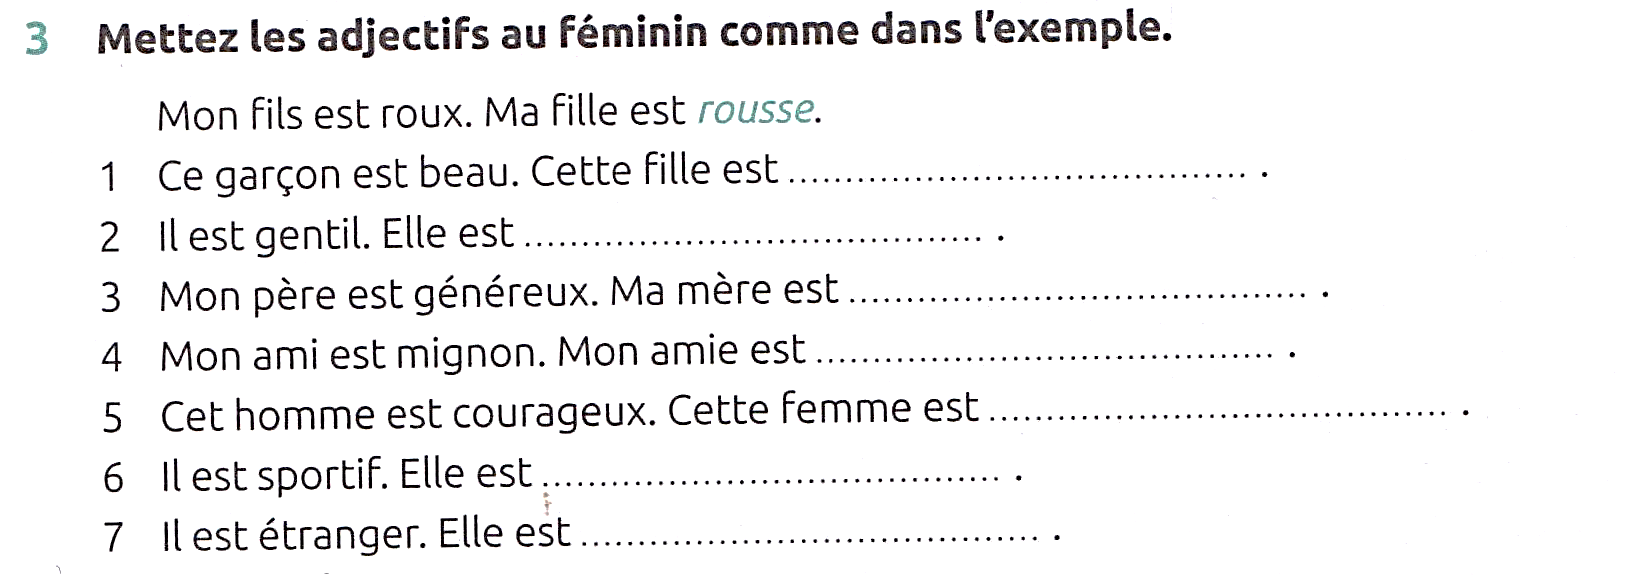 3 Mettez les adjectifs au féminin comme dans l'exemple.
Mon fils est roux. Ma fille est rousse.
1 Ce garçon est beau. Cette fille est ........................................ .
2 Il est gentil. Elle est ........................................ .
3 Mon père est généreux. Ma mère est ........................................ .
4 Mon ami est mignon. Mon amie est ........................................ .
5 Cet homme est courageux. Cette femme est ........................................ .
6 Il est sportif. Elle est ........................................ .
7 Il est étranger. Elle est ........................................ .